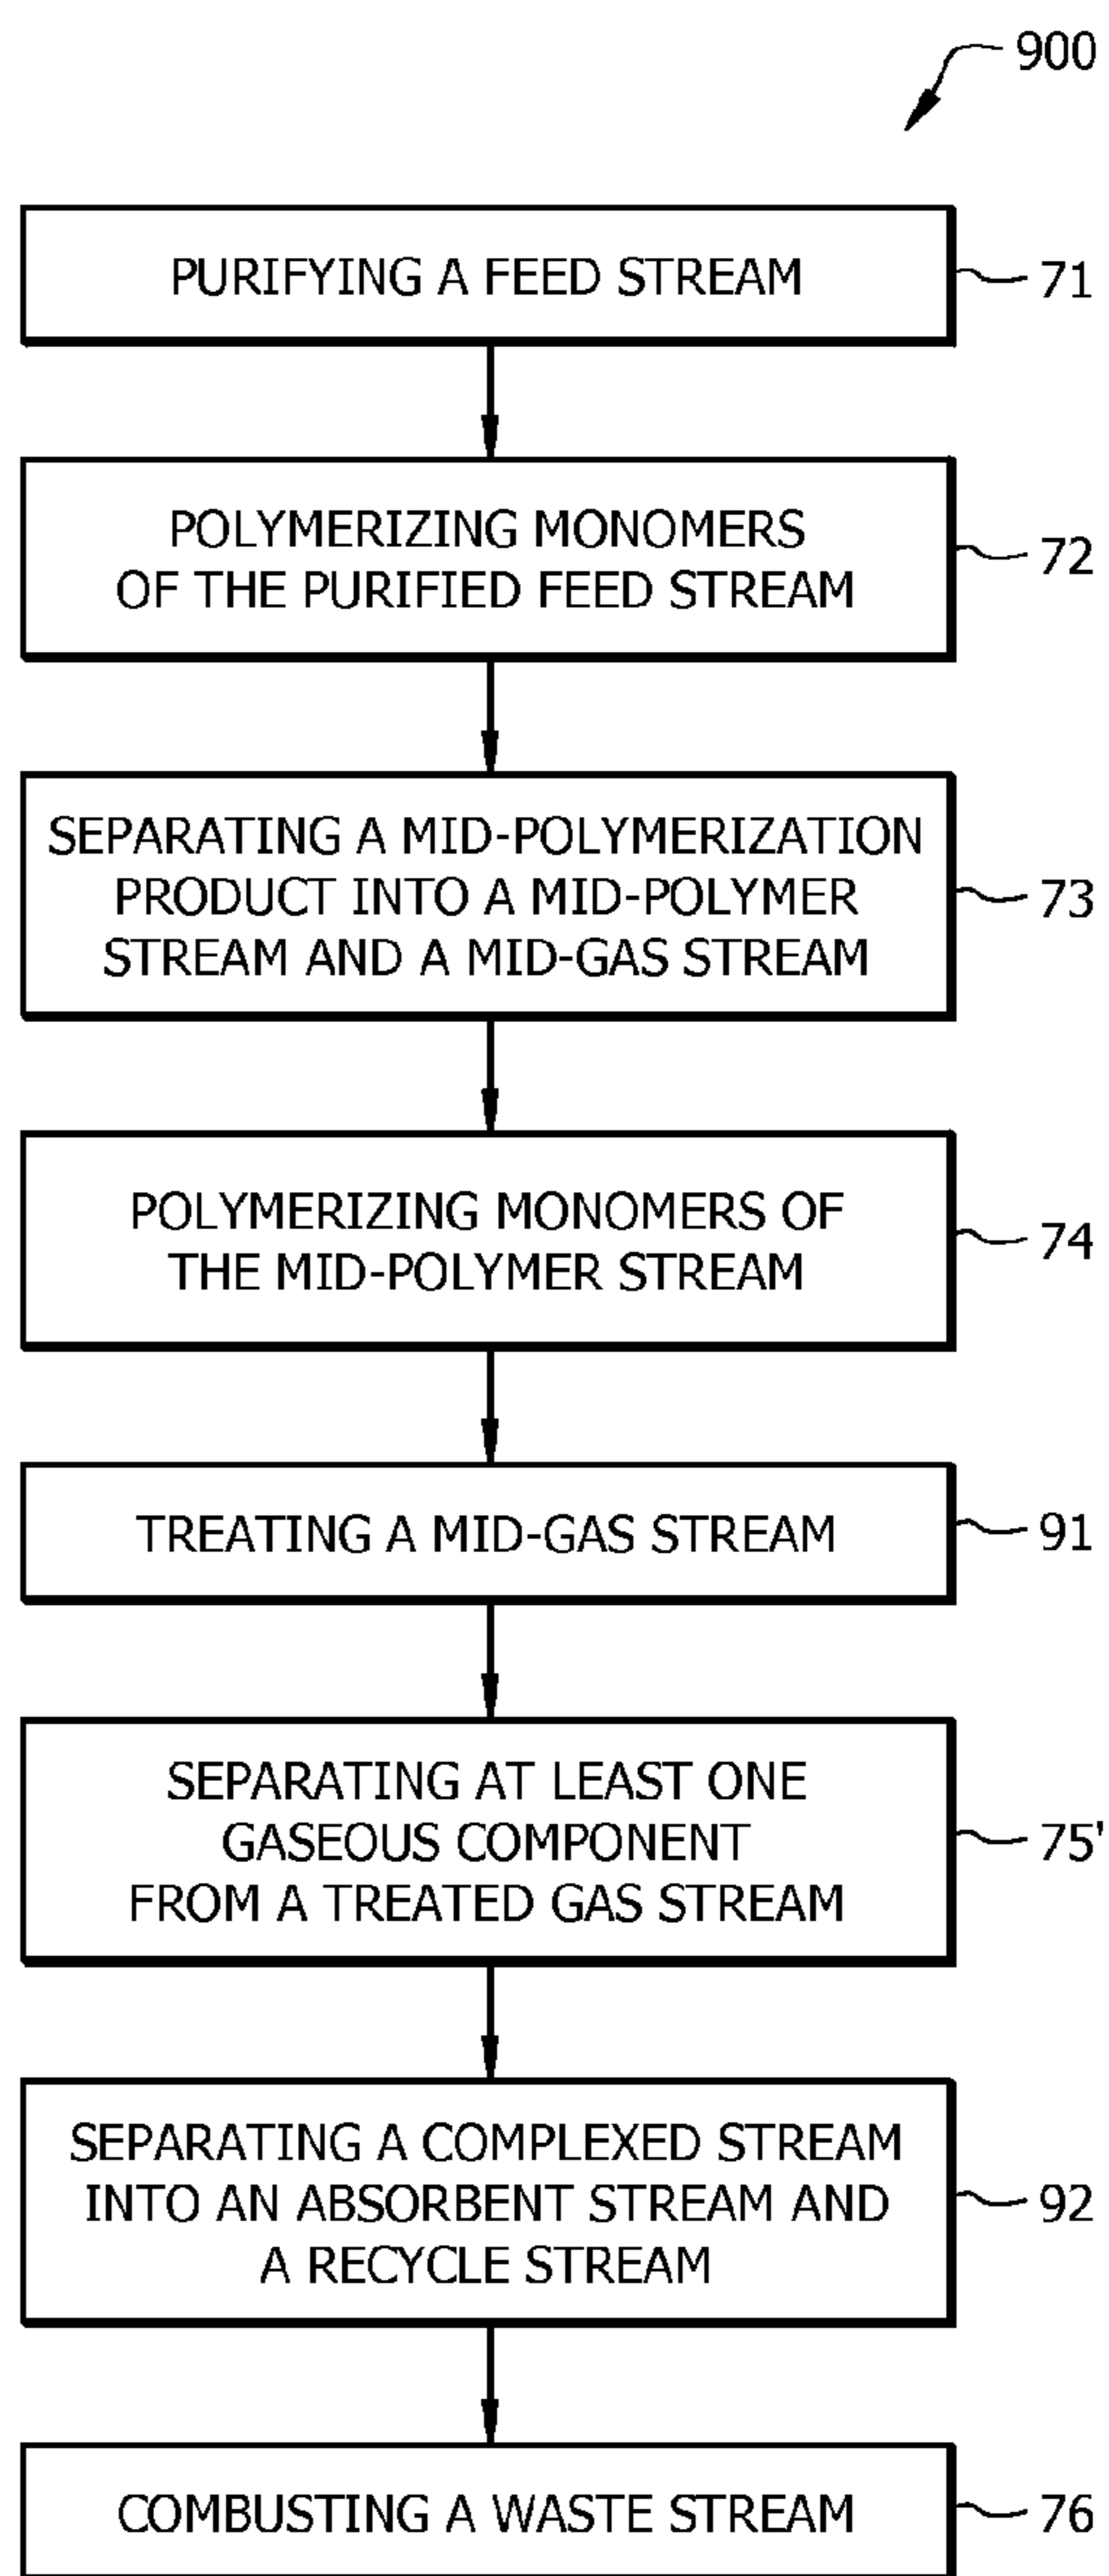 900
PURIFYING A FEED STREAM
71
POLYMERIZING MONOMERS
OF THE PURIFIED FEED STREAM
72
SEPARATING A MID-POLYMERIZATION
PRODUCT INTO A MID-POLYMER
STREAM AND A MID-GAS STREAM
73
POLYMERIZING MONOMERS OF
THE MID-POLYMER STREAM
74
TREATING A MID-GAS STREAM
91
SEPARATING AT LEAST ONE
GASEOUS COMPONENT
FROM A TREATED GAS STREAM
75'
SEPARATING A COMPLEXED STREAM
INTO AN ABSORBENT STREAM AND
A RECYCLE STREAM
92
COMBUSTING A WASTE STREAM
76